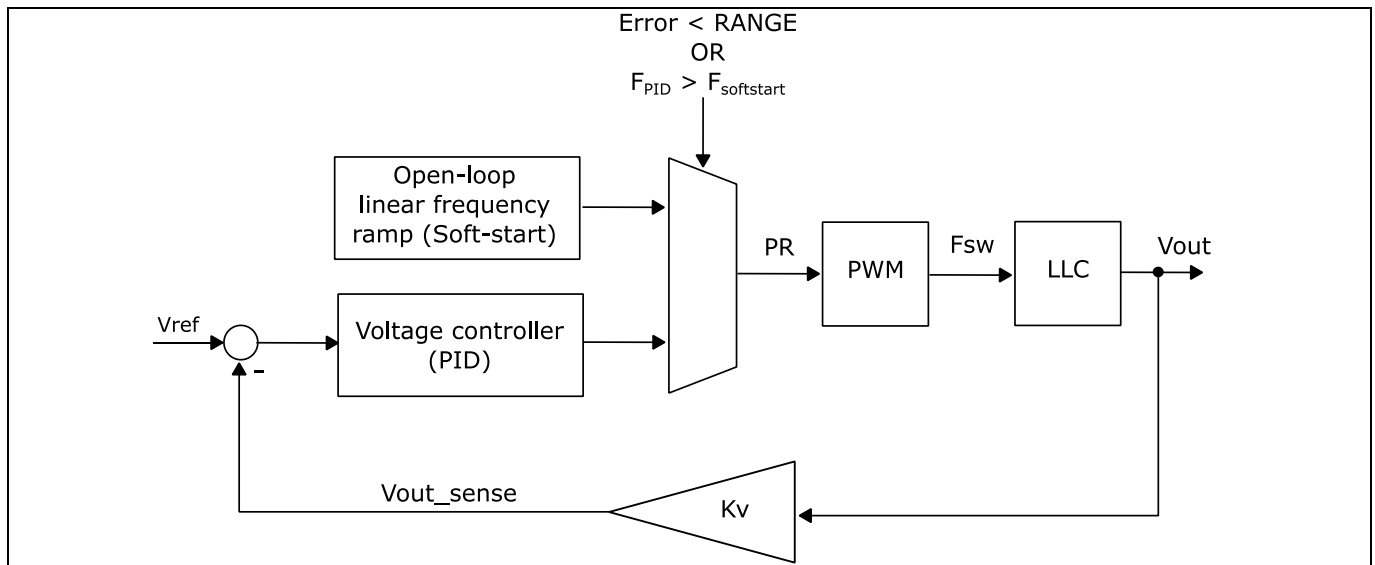 Error < RANGE
OR
F_PID > F_softstart
Open-loop
linear frequency
ramp (Soft-start)
PR
PWM
Fsw
LLC
Vout
Vref
Voltage controller
(PID)
-
Vout_sense
Kv